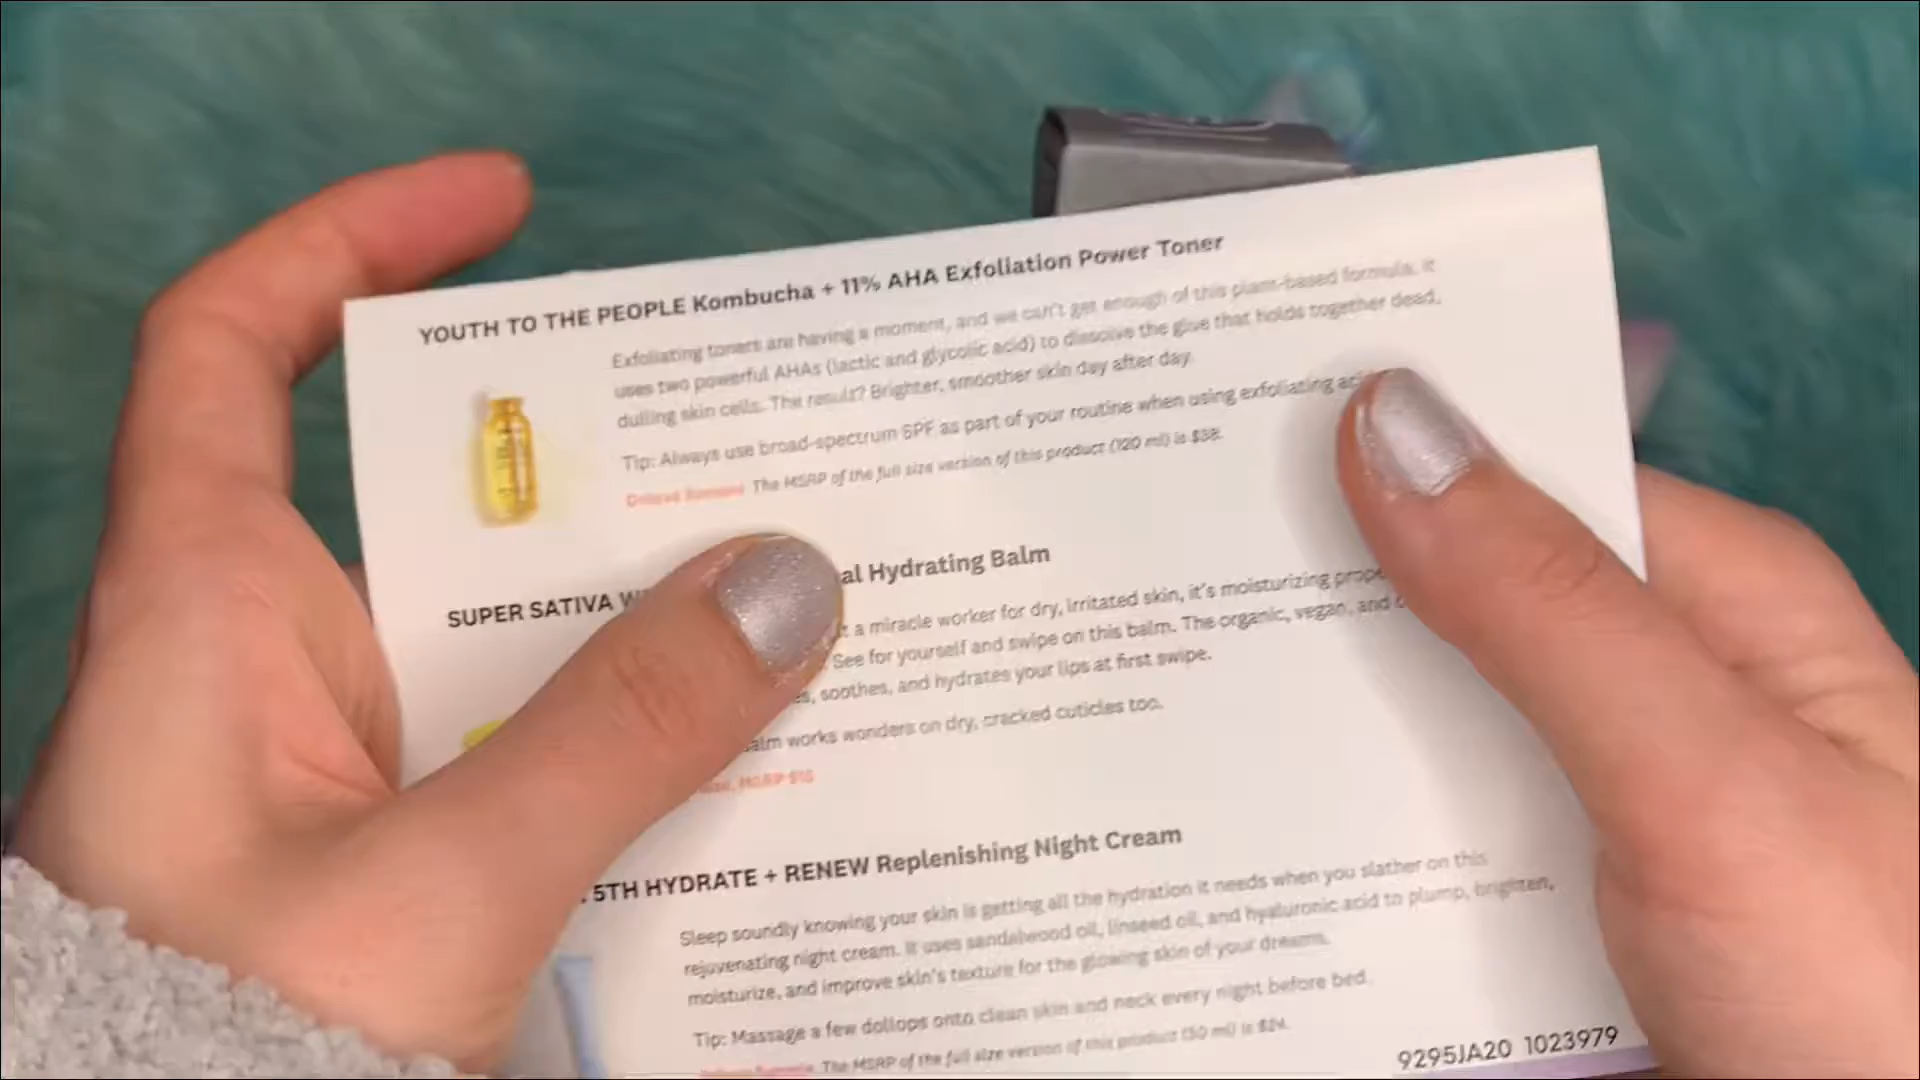 YOUTH TO THE PEOPLE Kombucha + 11% AHA Exfoliation Power Toner
Exfoliating toners are having a moment, and we can't get enough of this plant-based formula. It
uses two powerful AHAs (lactic and glycolic acid) to dissolve the glue that holds together dead,
dulling skin cells. The result? Brighter, smoother skin day after day.
Tip: Always use broad-spectrum SPF as part of your routine when using exfoliating
Deluxe Sample The MSRP of the full size version of this product (120 ml) is $38.
SUPER SATIVA al Hydrating Balm
a miracle worker for dry, irritated skin, it's moisturizing
See for yourself and swipe on this balm. The organic, vegan, and
soothes, and hydrates your lips at first swipe.
works wonders on dry, cracked cuticles too.
MSRP $15
5TH HYDRATE + RENEW Replenishing Night Cream
Sleep soundly knowing your skin is getting all the hydration it needs when you slather on this
rejuvenating night cream. It uses sandalwood oil, linseed oil, and hyaluronic acid to plump, brighten,
moisturize, and improve skin's texture for the glowing skin of your dreams.
Tip: Massage a few dollops onto clean skin and neck every night before bed.
The MSRP of the full size version of this product (30 ml) is $24.
9295JA20 1023979